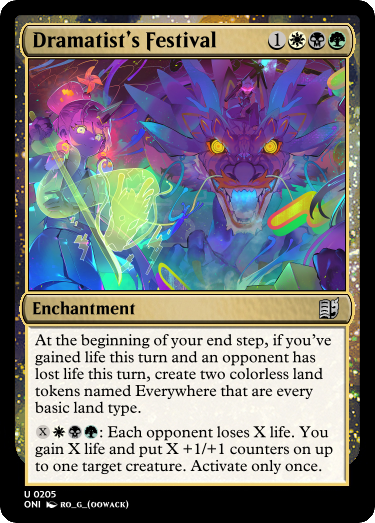 Dramatist's Festival 1
Enchantment
At the beginning of your end step, if you've
gained life this turn and an opponent has
lost life this turn, create two colorless land
tokens named Everywhere that are every
basic land type.
X : Each opponent loses X life. You
gain X life and put X +1/+1 counters on up
to one target creature. Activate only once.
U 0205
ONI RO_G_(OOWACK)